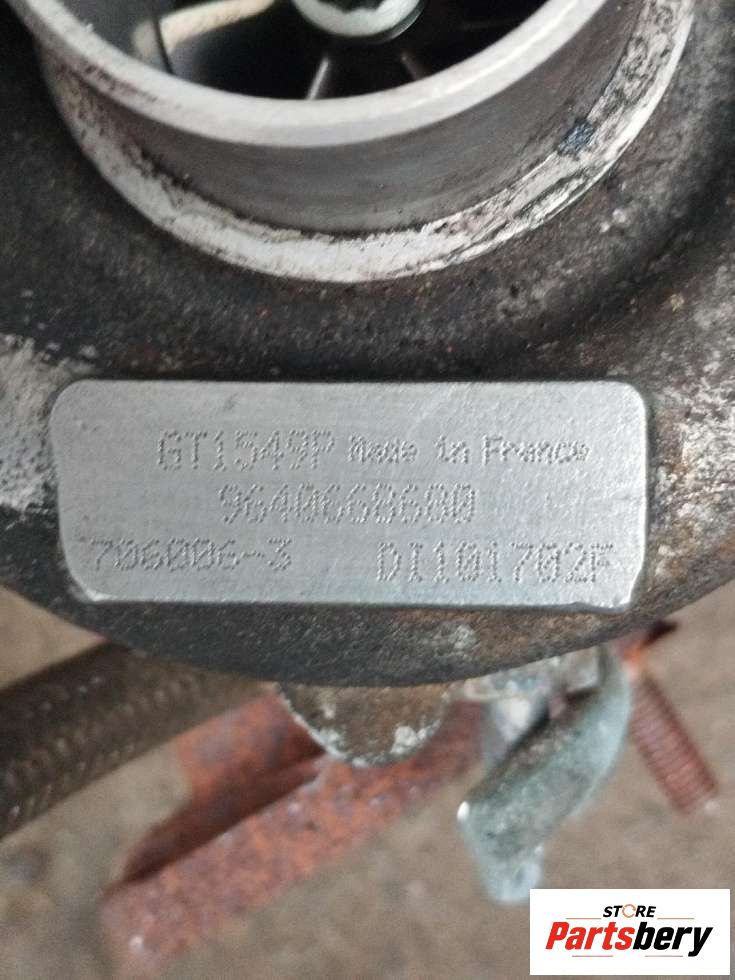 GT1549P Made in France
9640668680
706006-3 DI101702F
STORE
Partsbery